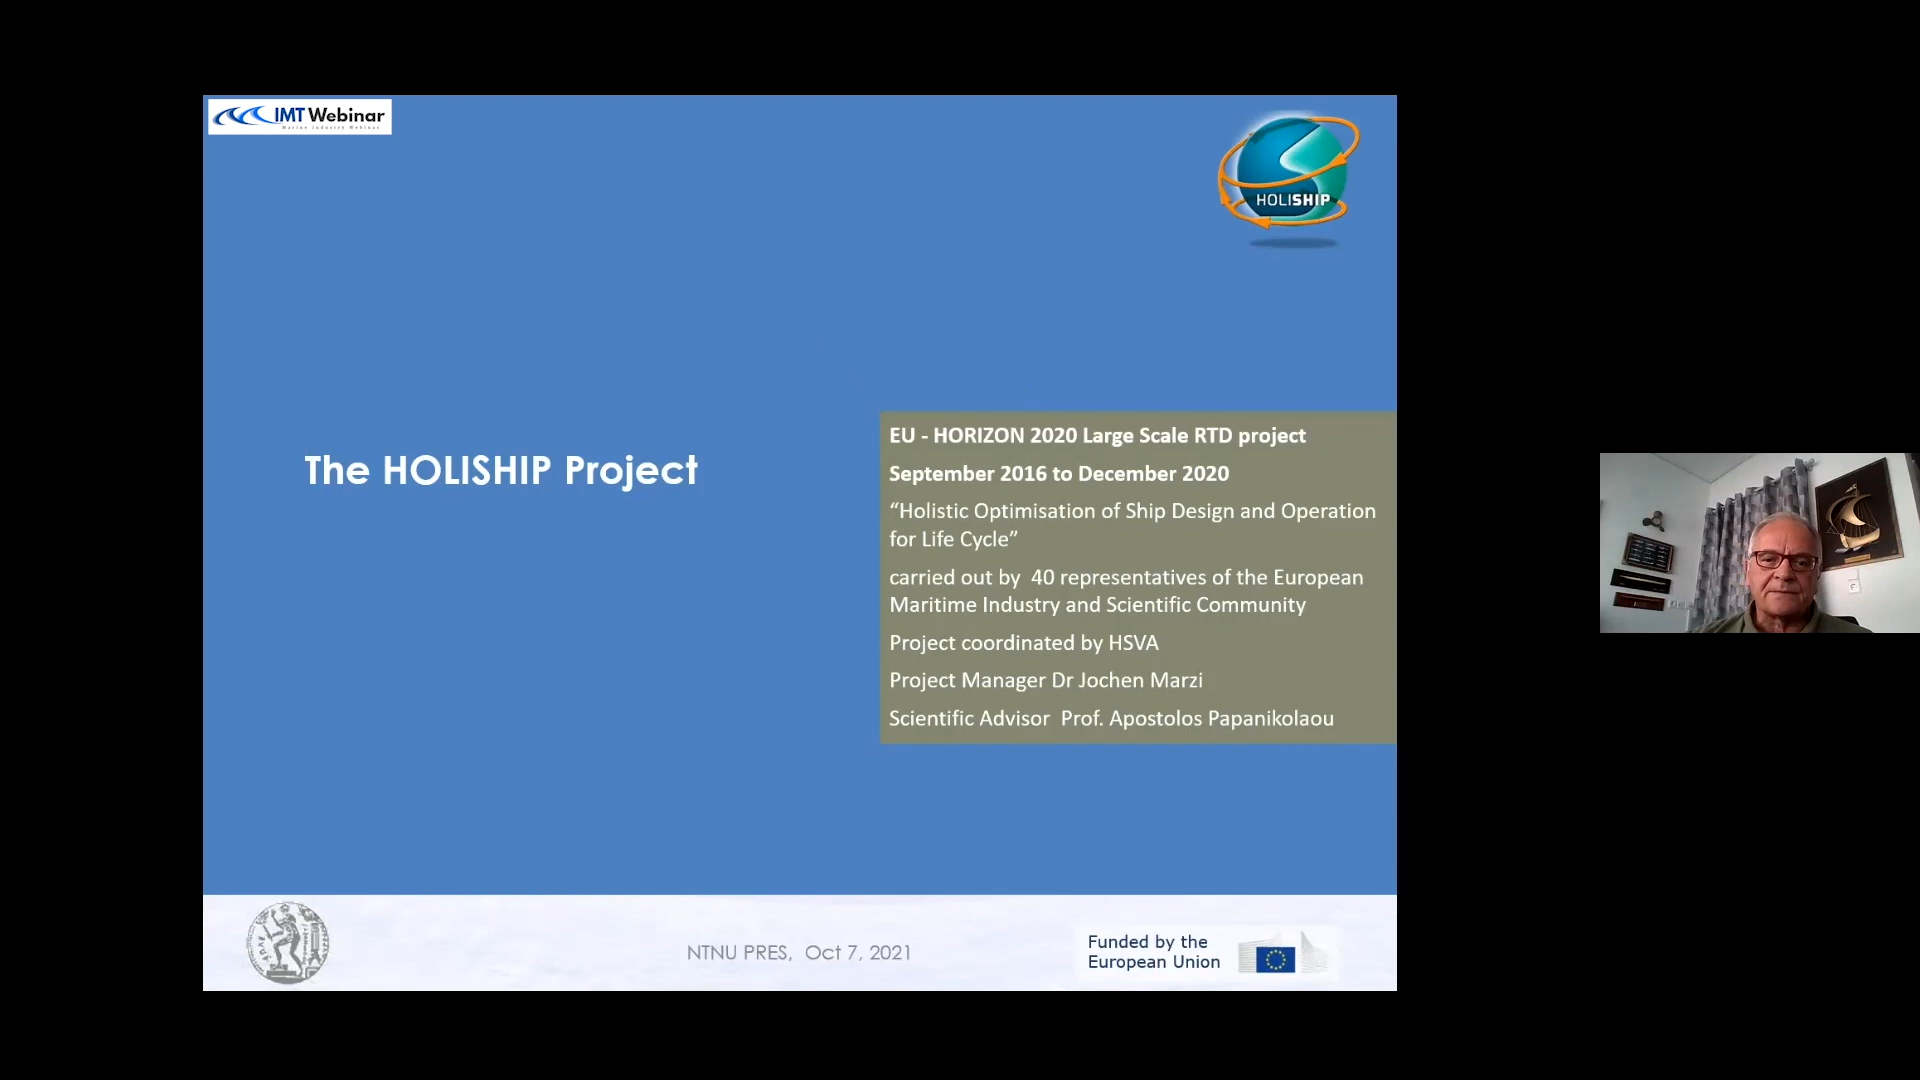 IMT Webinar
Marine Industry Webinar
HOLISHIP
The HOLISHIP Project
EU - HORIZON 2020 Large Scale RTD project
September 2016 to December 2020
“Holistic Optimisation of Ship Design and Operation
for Life Cycle”
carried out by  40 representatives of the European
Maritime Industry and Scientific Community
Project coordinated by HSVA
Project Manager Dr Jochen Marzi
Scientific Advisor  Prof. Apostolos Papanikolaou
NTNU PRES,  Oct 7, 2021
Funded by the
European Union